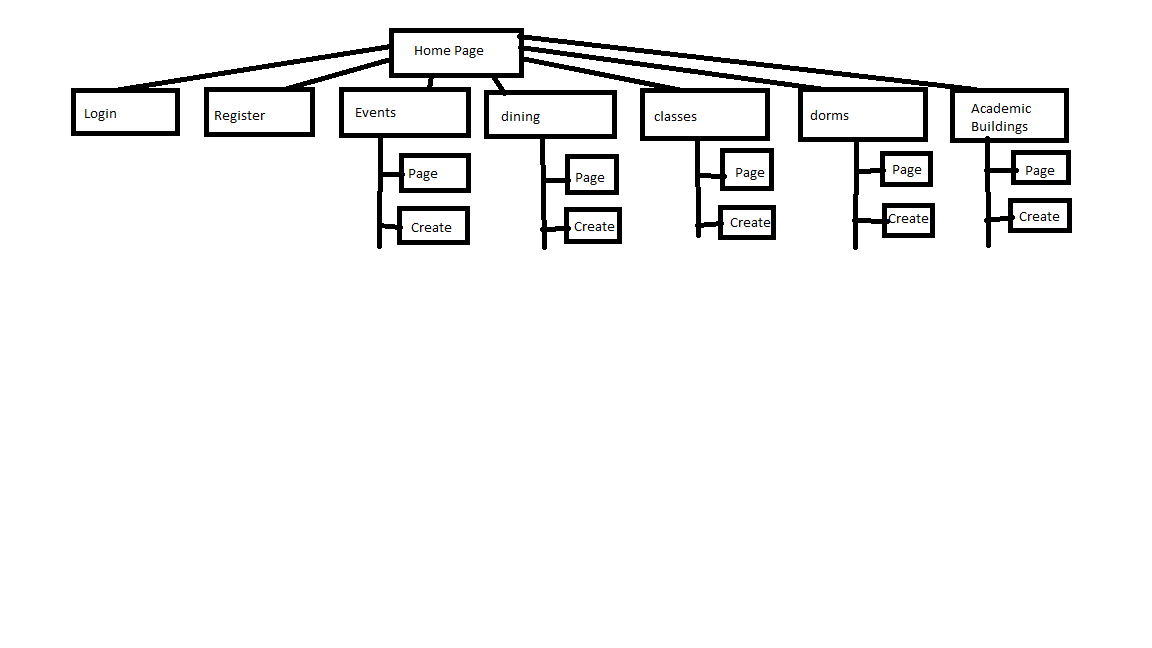 Home Page
Login
Register
Events
dining
classes
dorms
Academic
Buildings
Page
Page
Page
Page
Page
Create
Create
Create
Create
Create